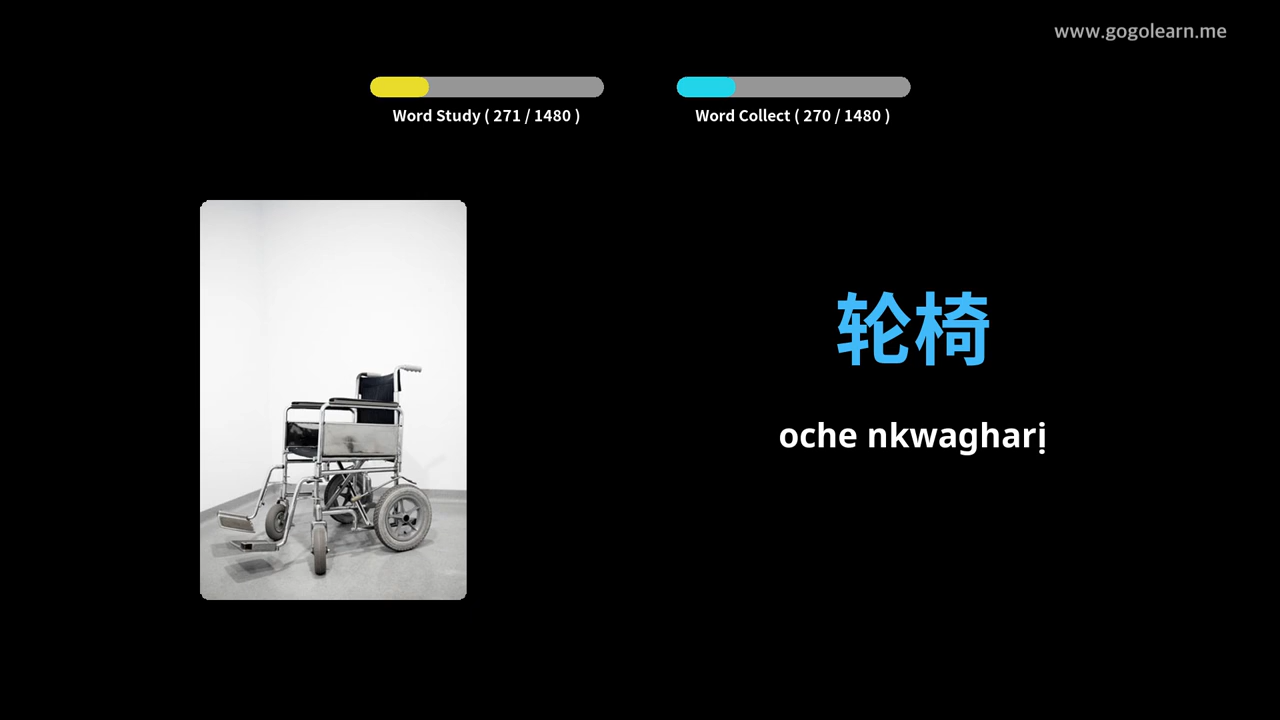 www.gogolearn.me
Word Study ( 271 / 1480 )
Word Collect ( 270 / 1480 )
轮椅
oche nkwagharị